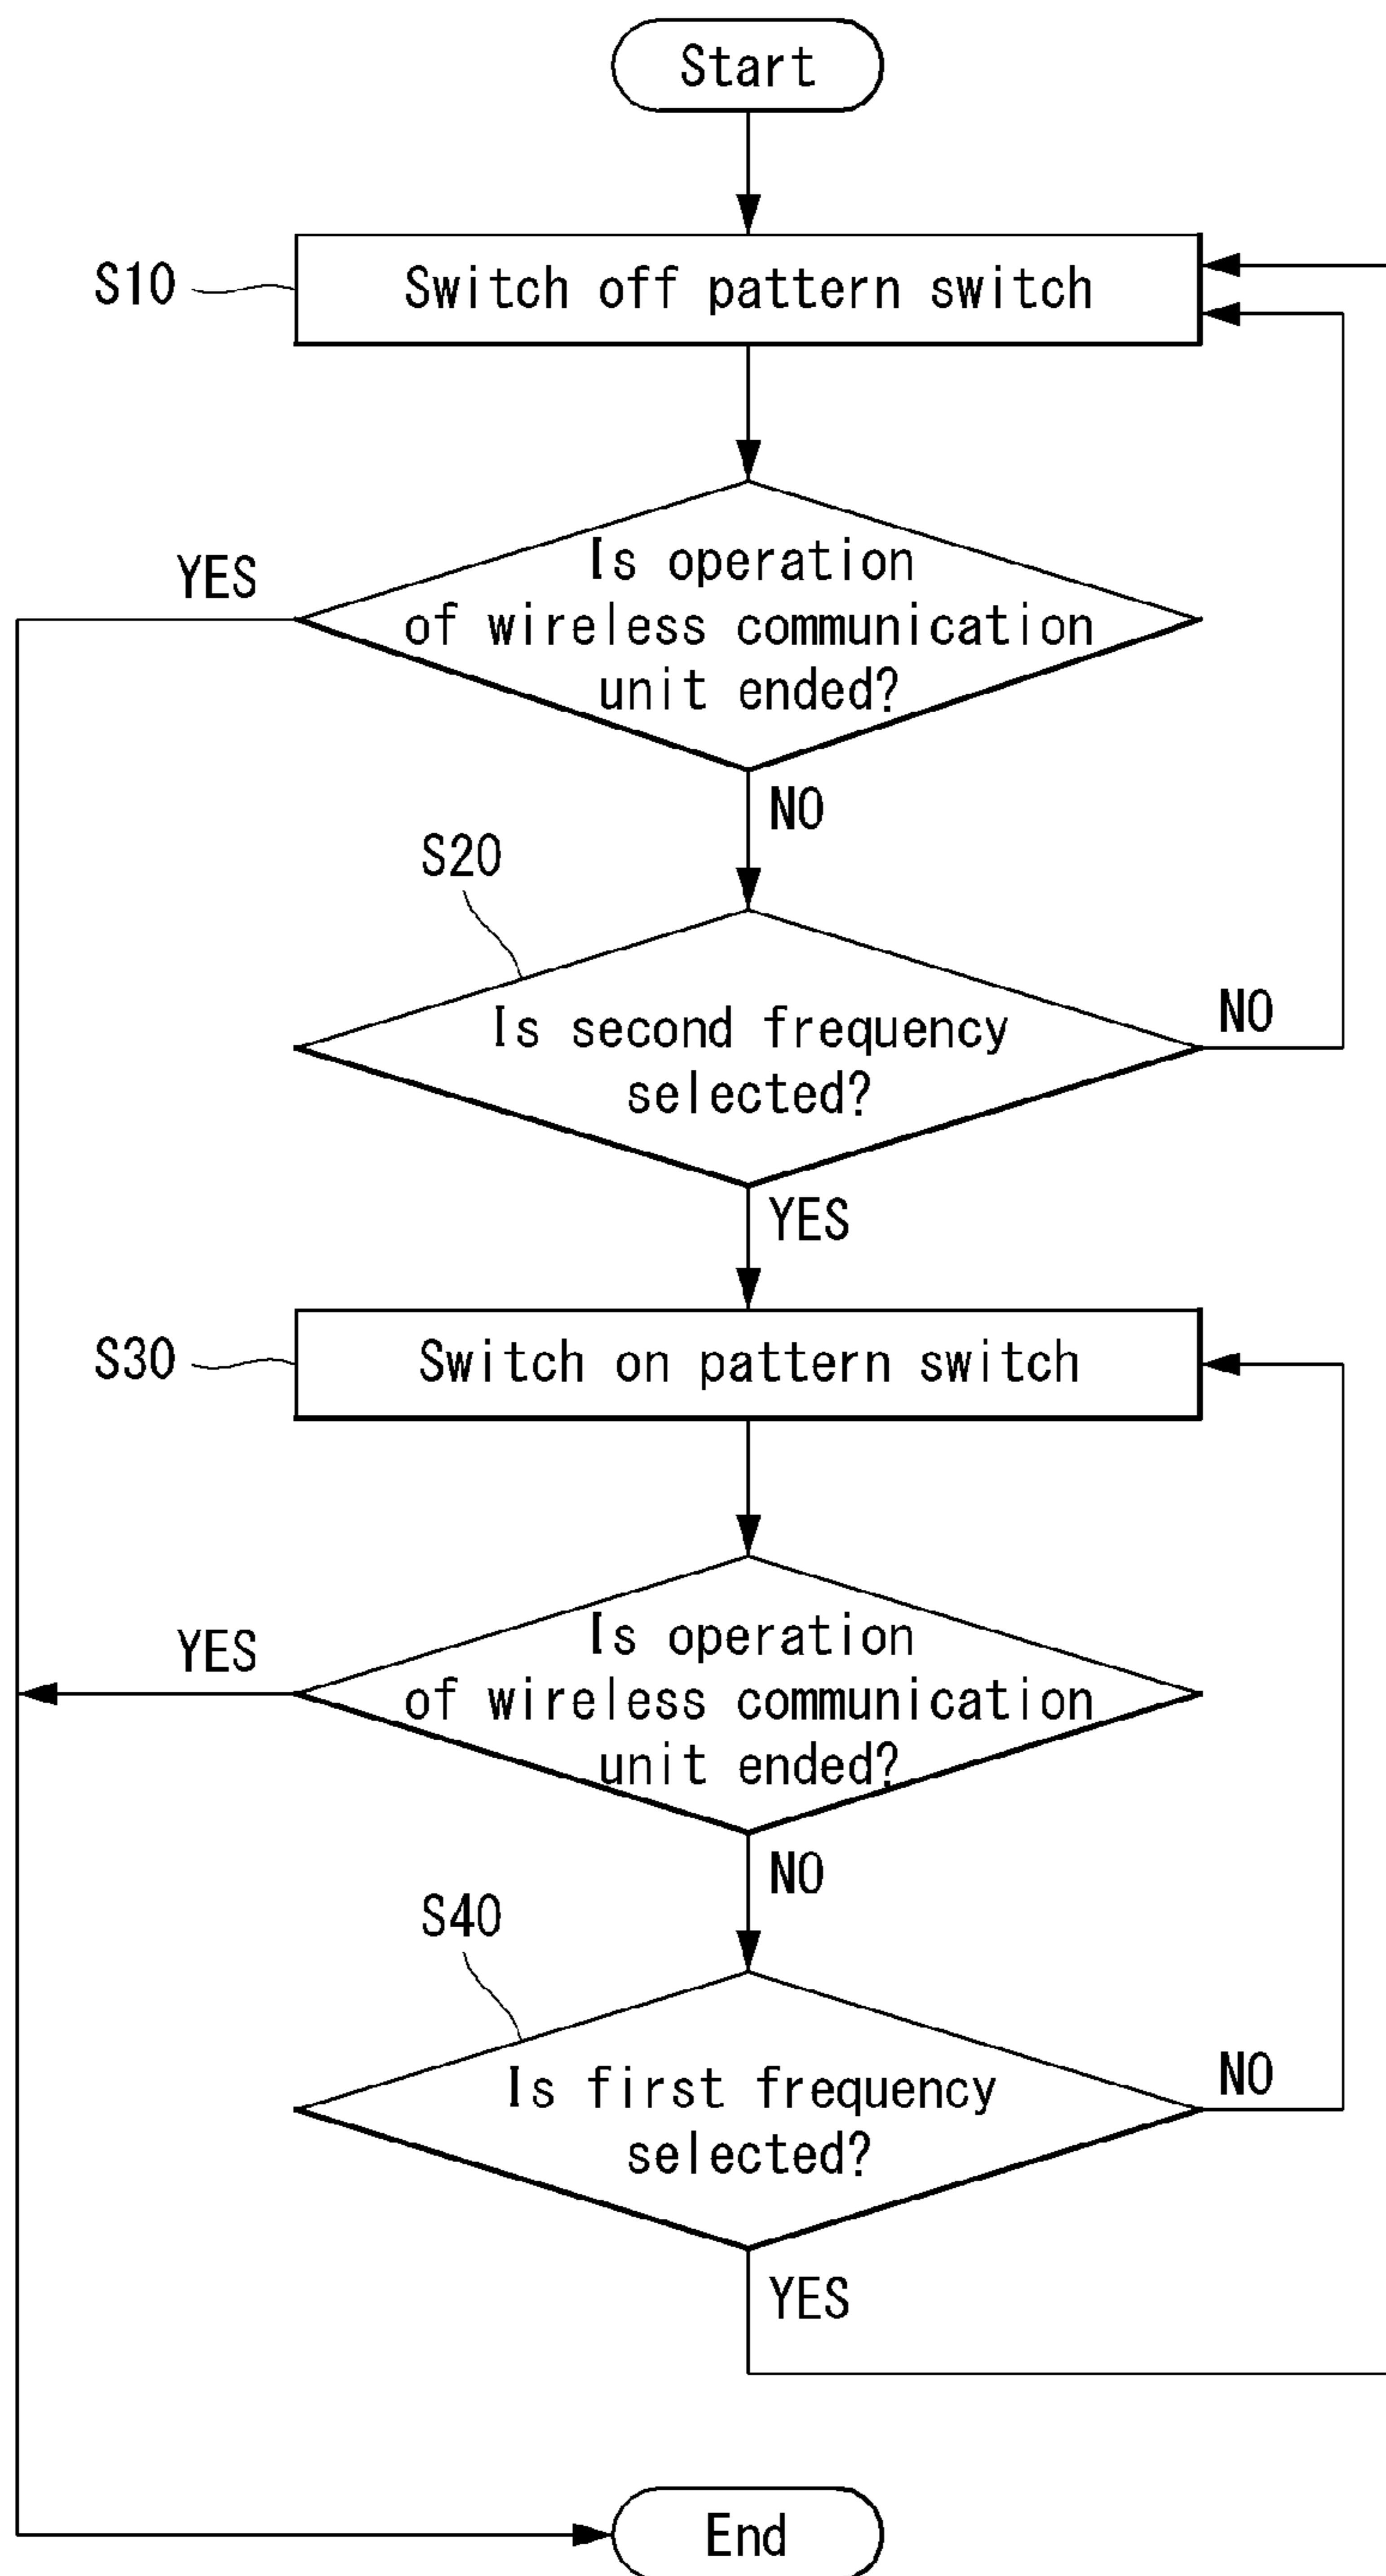 Start
S10
Switch off pattern switch
YES
Is operation
of wireless communication
unit ended?
NO
S20
Is second frequency
selected?
NO
YES
S30
Switch on pattern switch
YES
Is operation
of wireless communication
unit ended?
NO
S40
Is first frequency
selected?
NO
YES
End